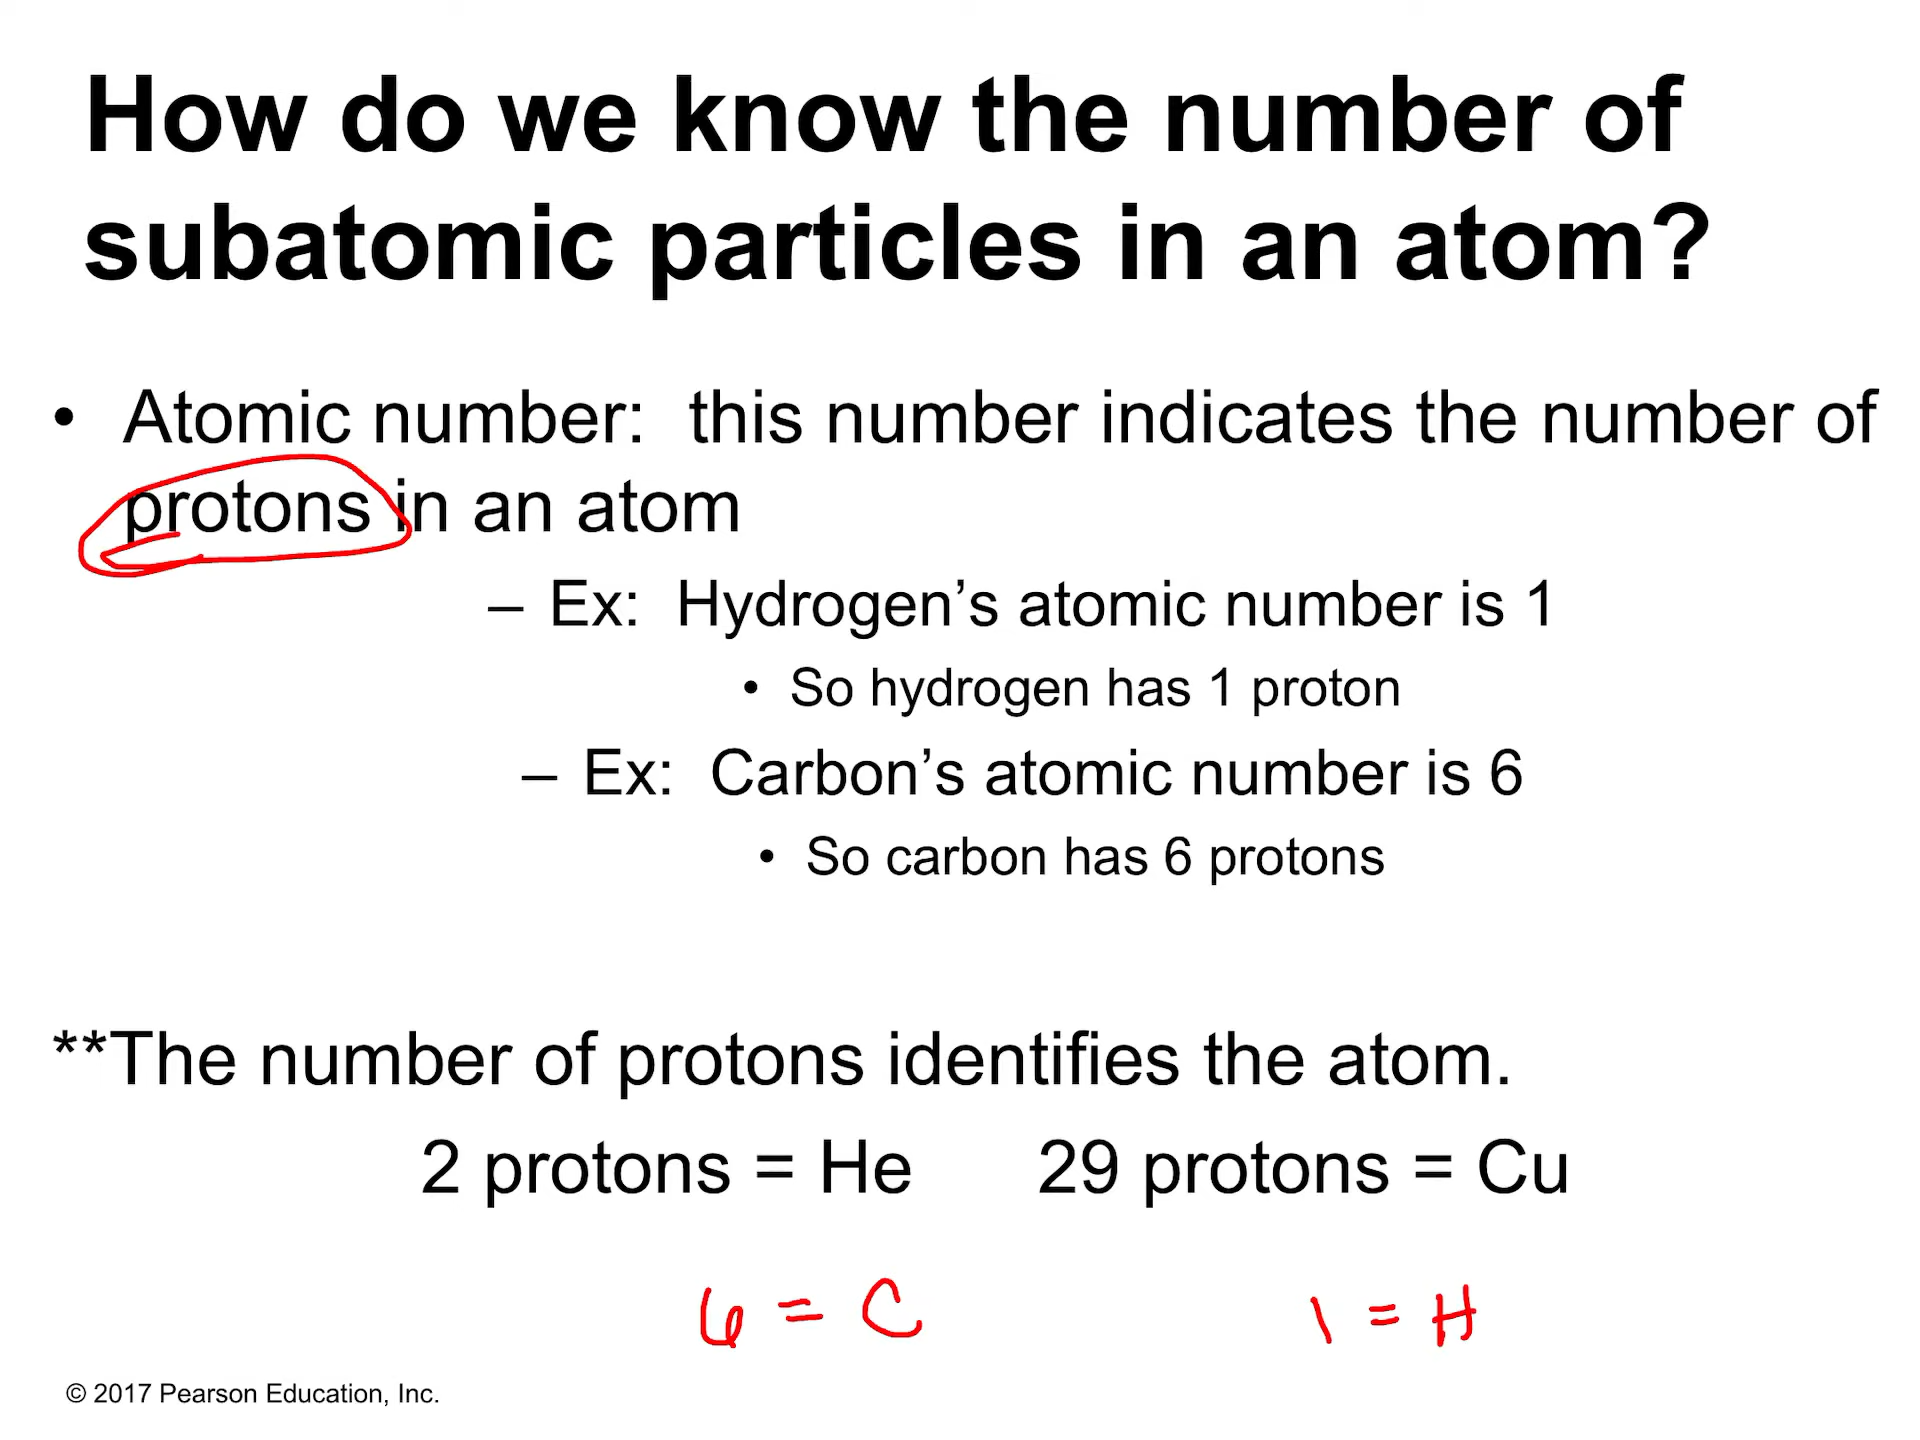 How do we know the number of
subatomic particles in an atom?
• Atomic number:  this number indicates the number of
protons in an atom
– Ex:  Hydrogen’s atomic number is 1
• So hydrogen has 1 proton
– Ex:  Carbon’s atomic number is 6
• So carbon has 6 protons
**The number of protons identifies the atom.
2 protons = He 29 protons = Cu
6 = C 1 = H
© 2017 Pearson Education, Inc.